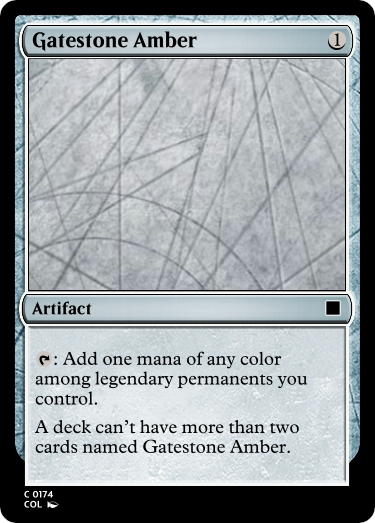 Gatestone Amber 1
Artifact
: Add one mana of any color
among legendary permanents you
control.
A deck can't have more than two
cards named Gatestone Amber.
C 0174
COL